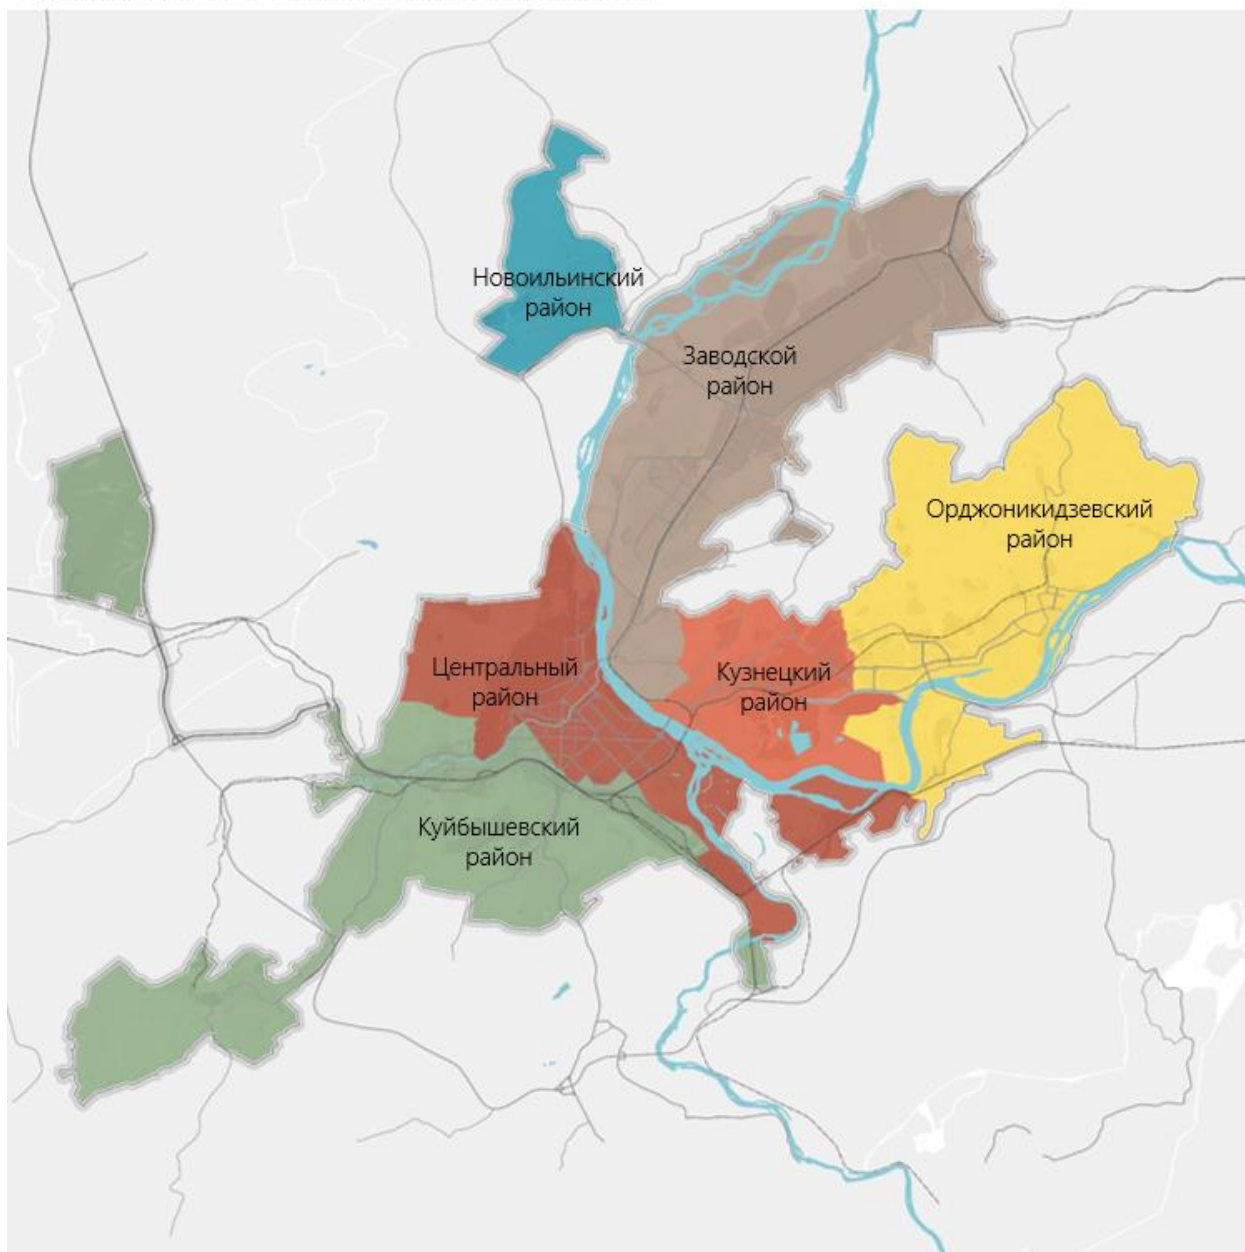 Новоильинский
район
Заводской
район
Орджоникидзевский
район
Центральный
район
Кузнецкий
район
Куйбышевский
район